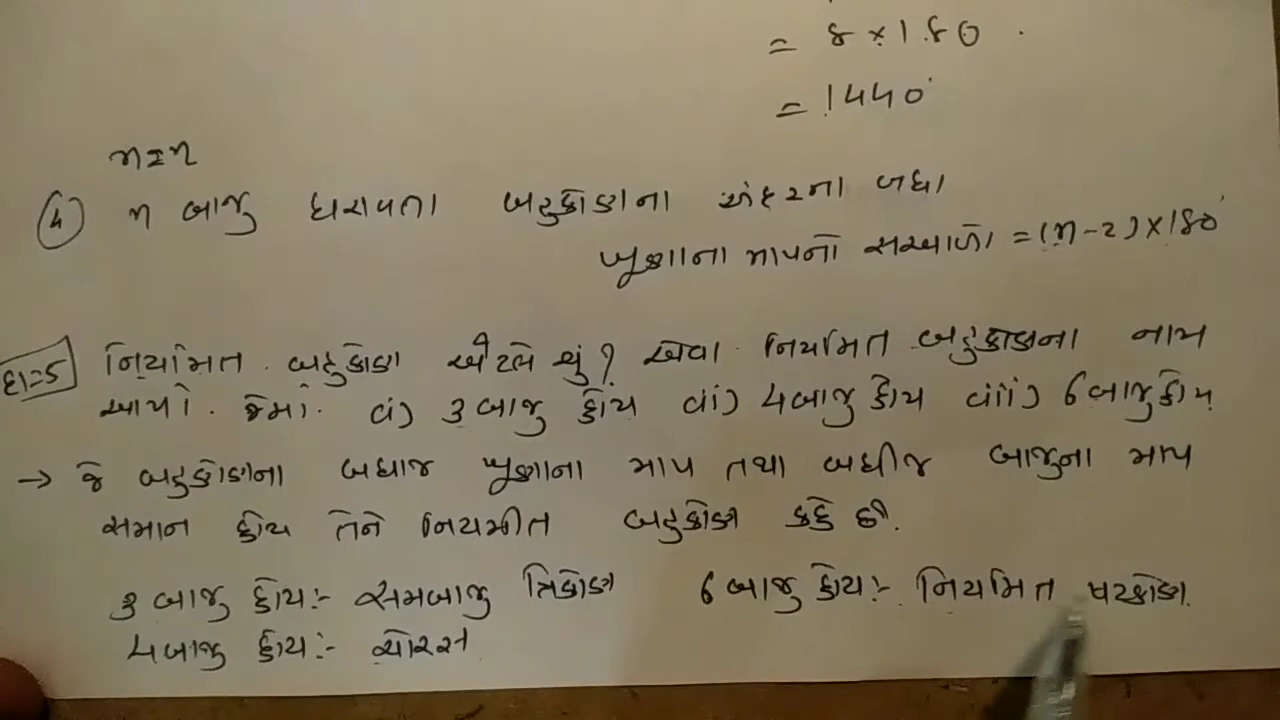 = 8 × 180
= 1440°
n = n
(4) n બાજુ ધરાવતા બહુકોણના અંદરના બધા
ખૂણાના માપનો સરવાળો = (n-2) × 180°
દા=5 નિયમિત બહુકોણ એટલે શું? એવા નિયમિત બહુકોણના નામ
આપો. જેમાં. (i) 3 બાજુ હોય (ii) 4 બાજુ હોય (iii) 6 બાજુ હોય
→ જે બહુકોણના બધાજ ખૂણાના માપ તથા બધીજ બાજુના માપ
સમાન હોય તેને નિયમીત બહુકોણ કહે છે.
3 બાજુ હોય :- સમબાજુ ત્રિકોણ 6 બાજુ હોય :- નિયમિત ષટકોણ.
4 બાજુ હોય :- ચોરસ